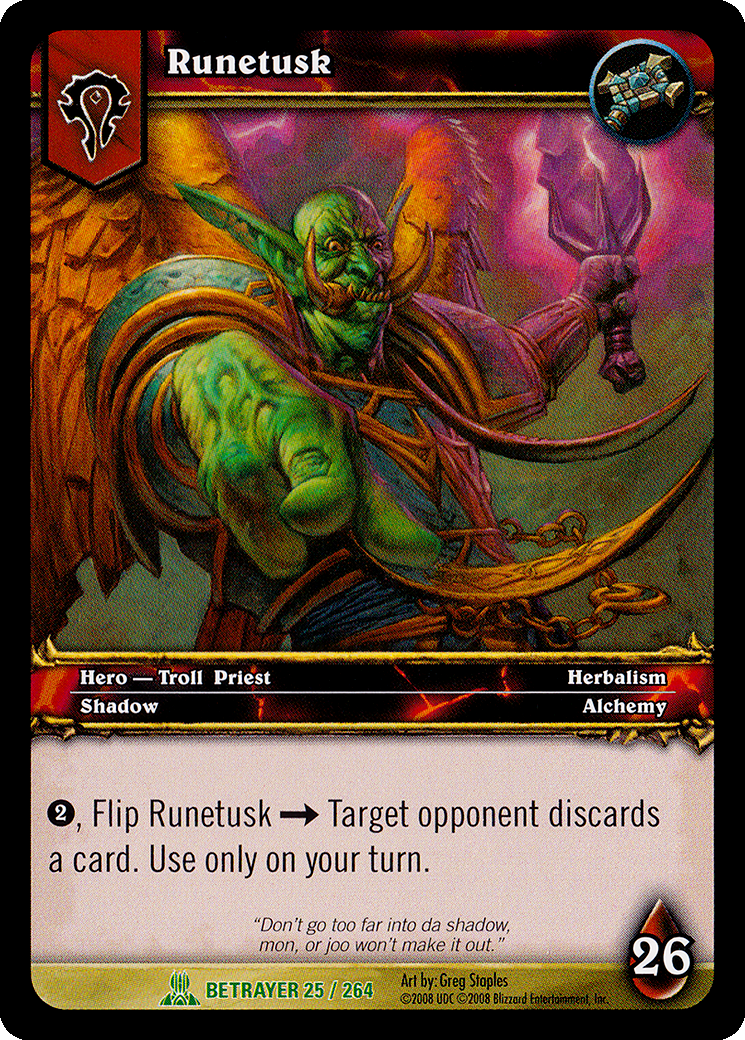 Runetusk
Hero — Troll Priest
Herbalism
Shadow
Alchemy
2, Flip Runetusk ➞ Target opponent discards
a card. Use only on your turn.
“Don’t go too far into da shadow,
mon, or joo won’t make it out.”
26
BETRAYER 25 / 264
Art by: Greg Staples
©2008 UDC ©2008 Blizzard Entertainment, Inc.